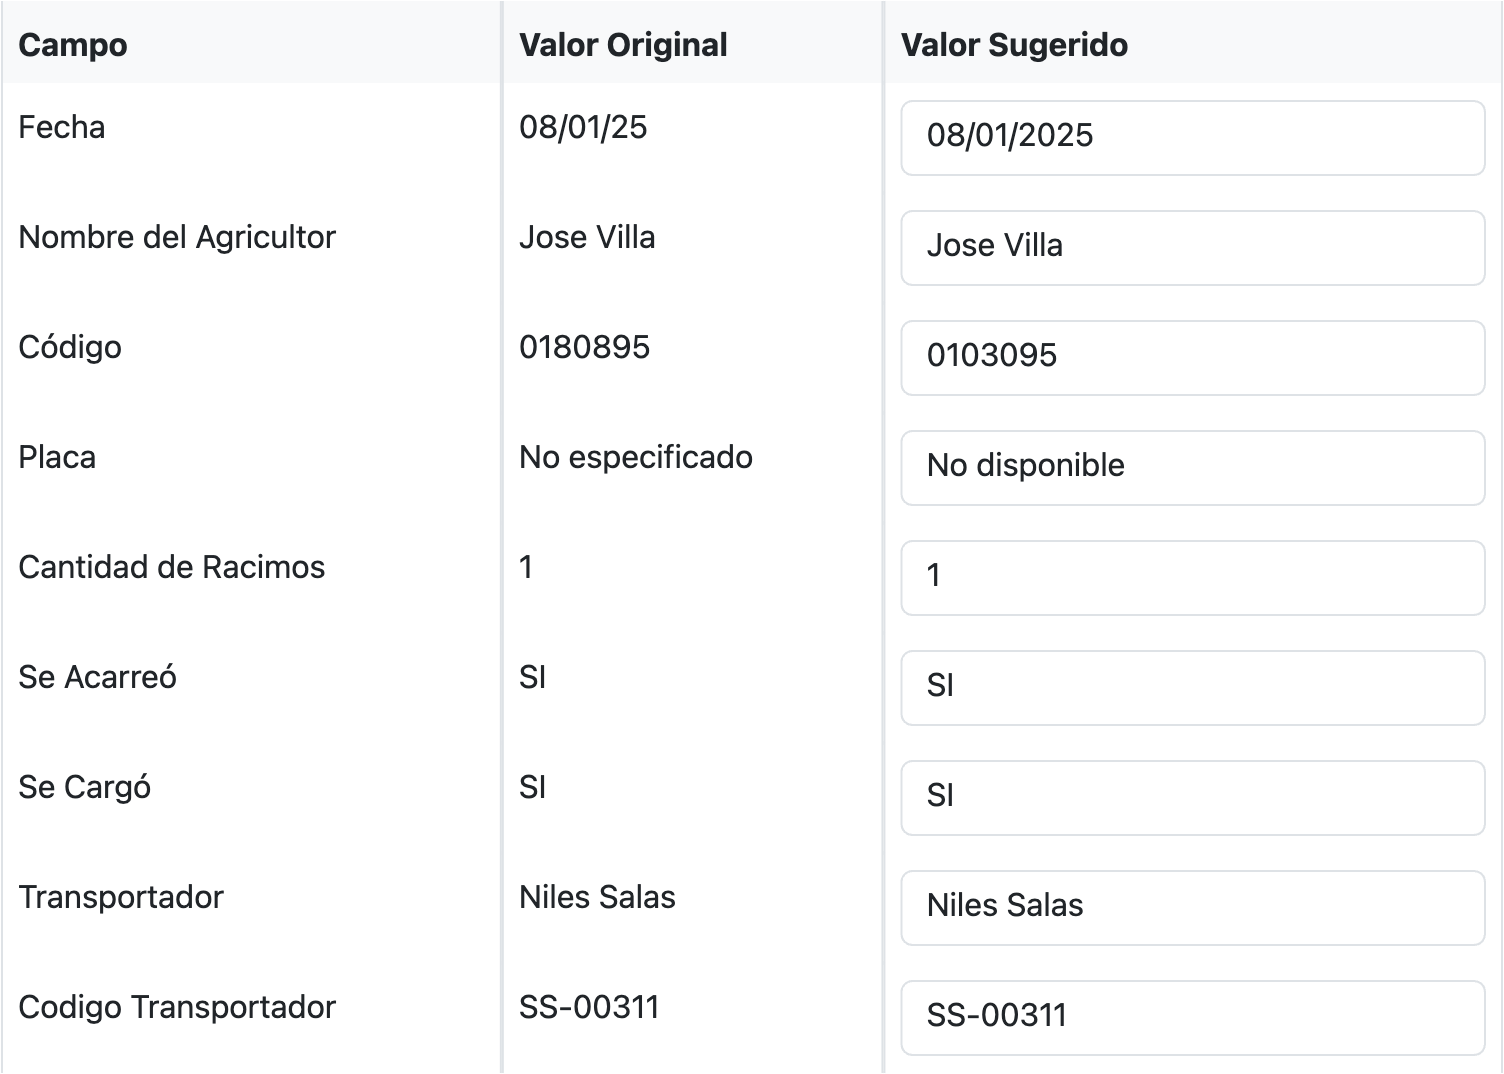 Campo Valor Original Valor Sugerido
Fecha 08/01/25 08/01/2025
Nombre del Agricultor Jose Villa Jose Villa
Código 0180895 0103095
Placa No especificado No disponible
Cantidad de Racimos 1 1
Se Acarreó SI SI
Se Cargó SI SI
Transportador Niles Salas Niles Salas
Codigo Transportador SS-00311 SS-00311